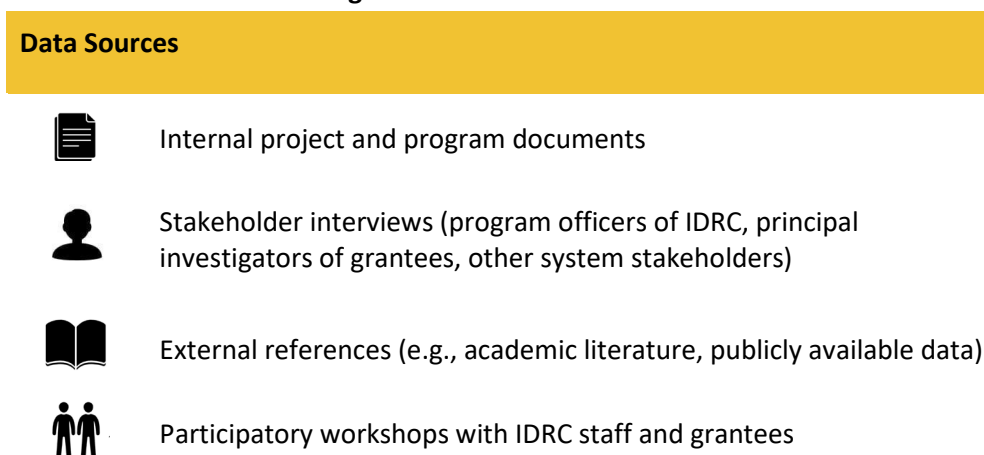 Data Sources
Internal project and program documents
Stakeholder interviews (program officers of IDRC, principal
investigators of grantees, other system stakeholders)
External references (e.g., academic literature, publicly available data)
Participatory workshops with IDRC staff and grantees